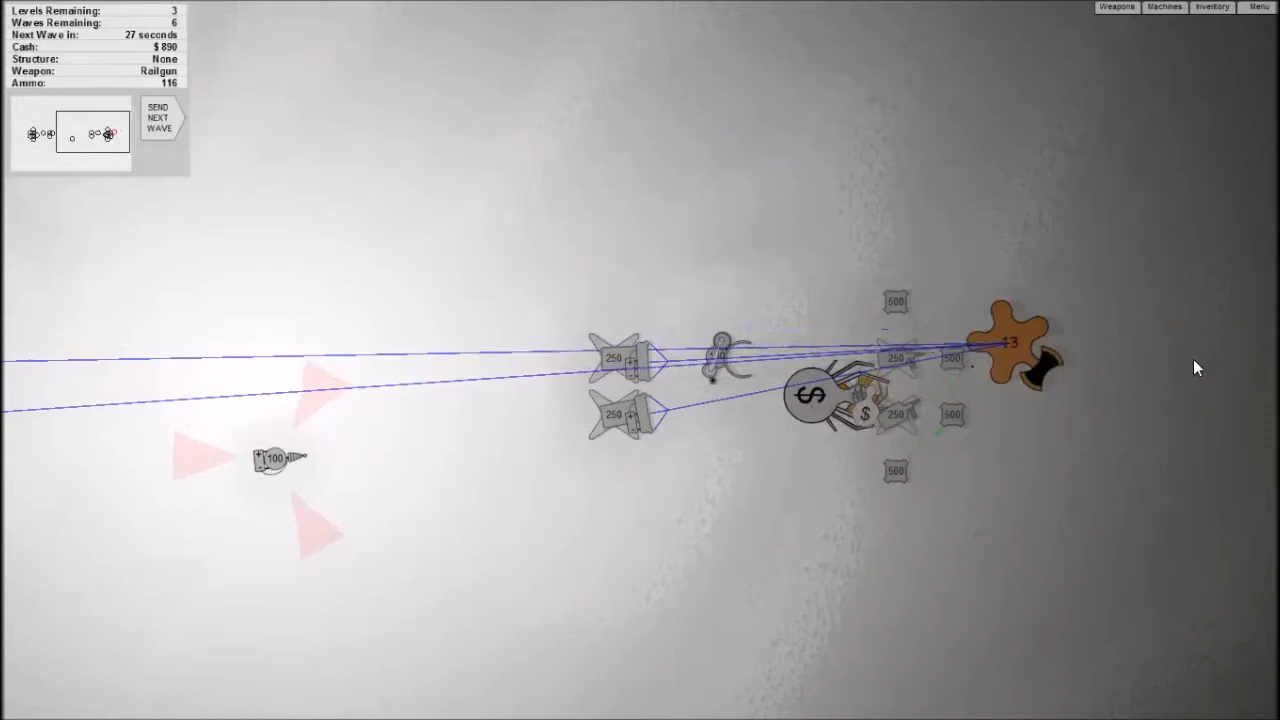 Levels Remaining: 3
Waves Remaining: 6
Next Wave in: 27 seconds
Cash: $ 890
Structure: None
Weapon: Railgun
Ammo: 116
SEND
NEXT
WAVE
Weapons Machines Inventory Menu
500
13
250
250 500
$
250
$ 250 500
100
500